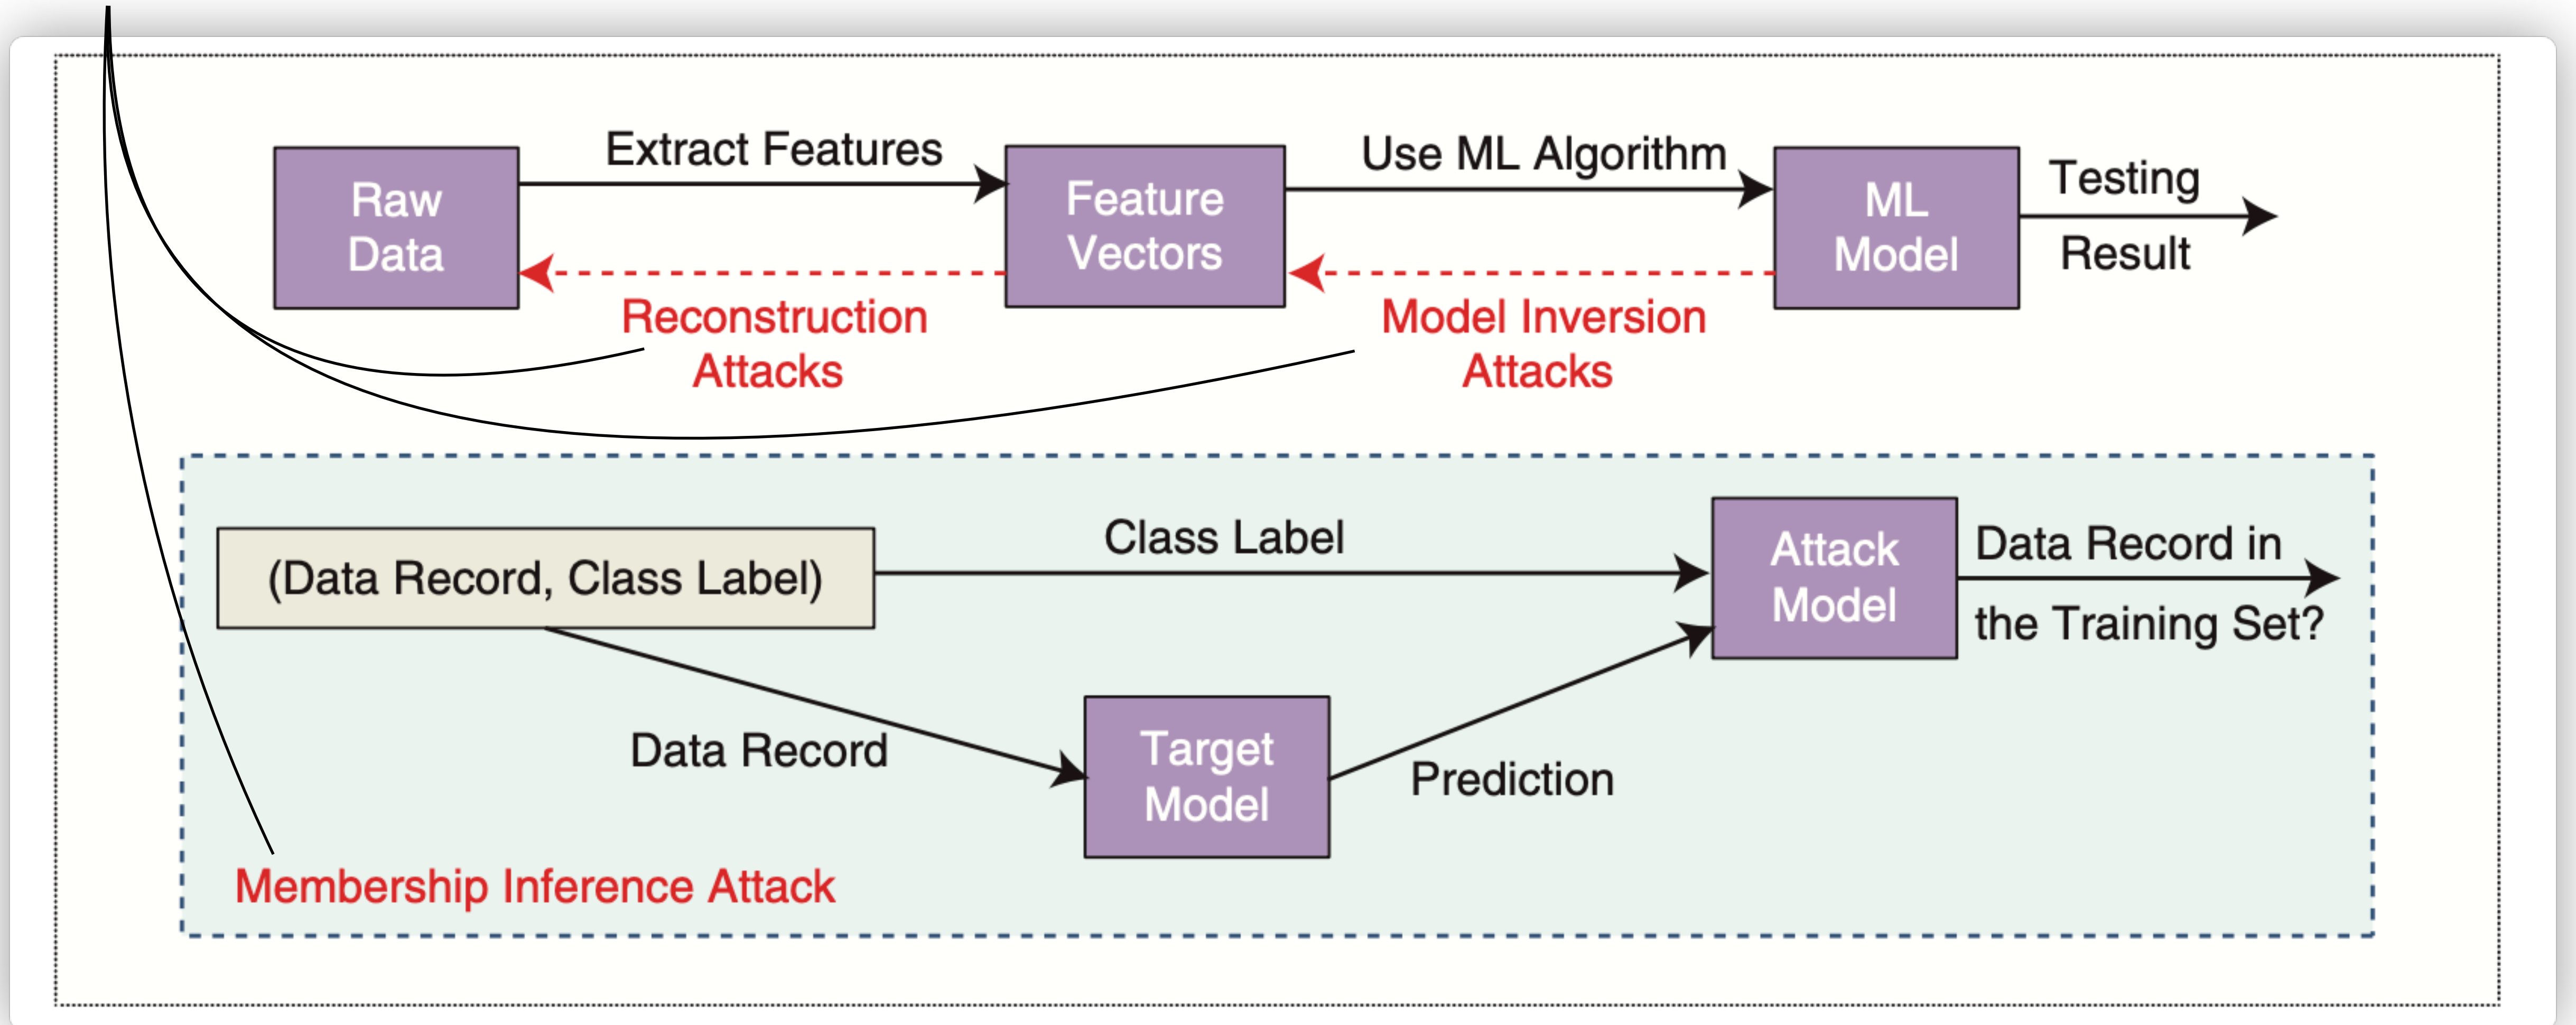 Extract Features
Use ML Algorithm
Raw
Data
Feature
Vectors
ML
Model
Testing
Result
Reconstruction
Attacks
Model Inversion
Attacks
(Data Record, Class Label)
Class Label
Attack
Model
Data Record in
the Training Set?
Data Record
Target
Model
Prediction
Membership Inference Attack